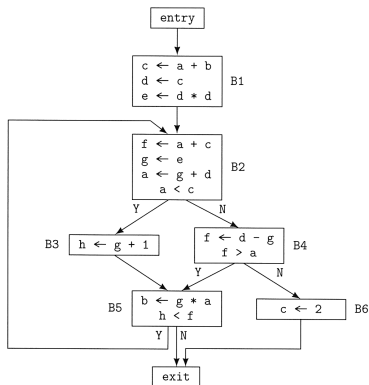 entry
c ← a + b
d ← c
e ← d * d
B1
f ← a + c
g ← e
a ← g + d
a < c
B2
Y
N
B3
h ← g + 1
f ← d - g
f > a
B4
Y
N
B5
b ← g * a
h < f
c ← 2
B6
Y
N
exit